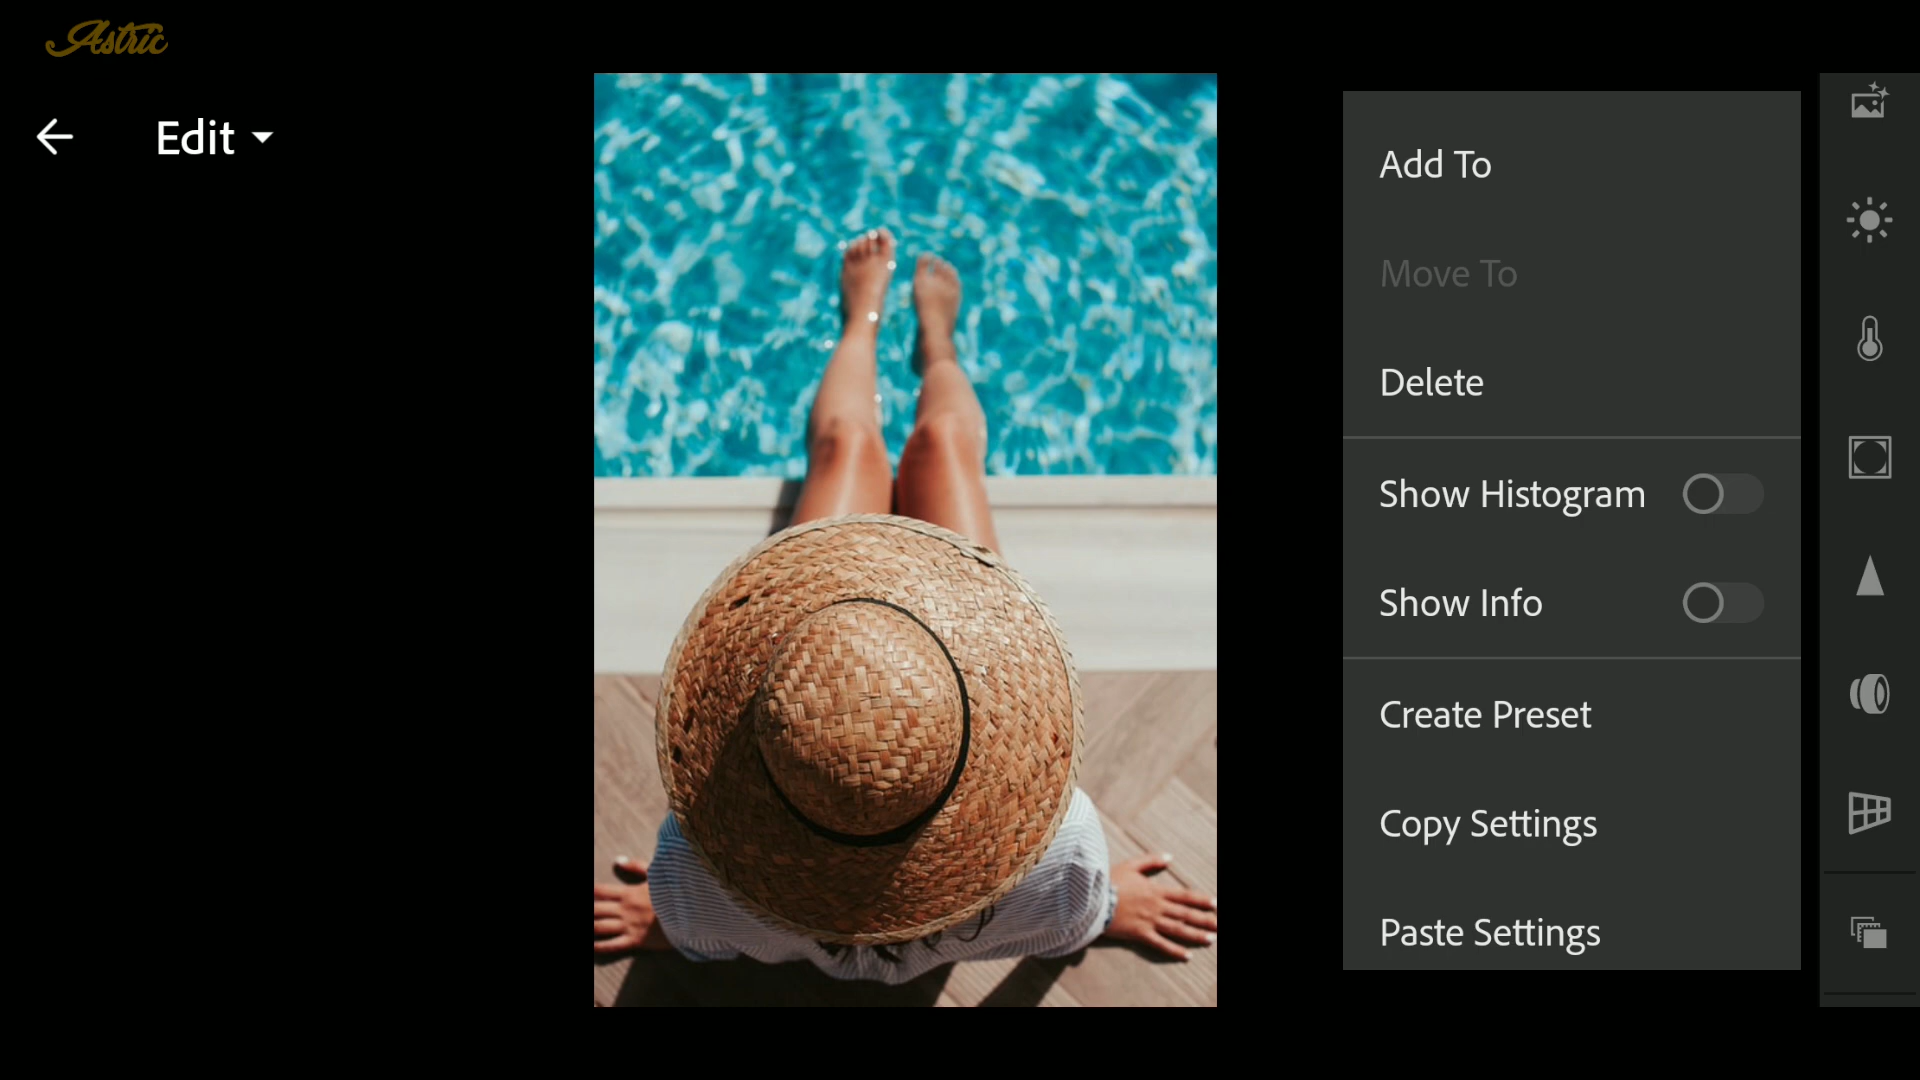 Astric
Edit
Add To
Move To
Delete
Show Histogram
Show Info
Create Preset
Copy Settings
Paste Settings